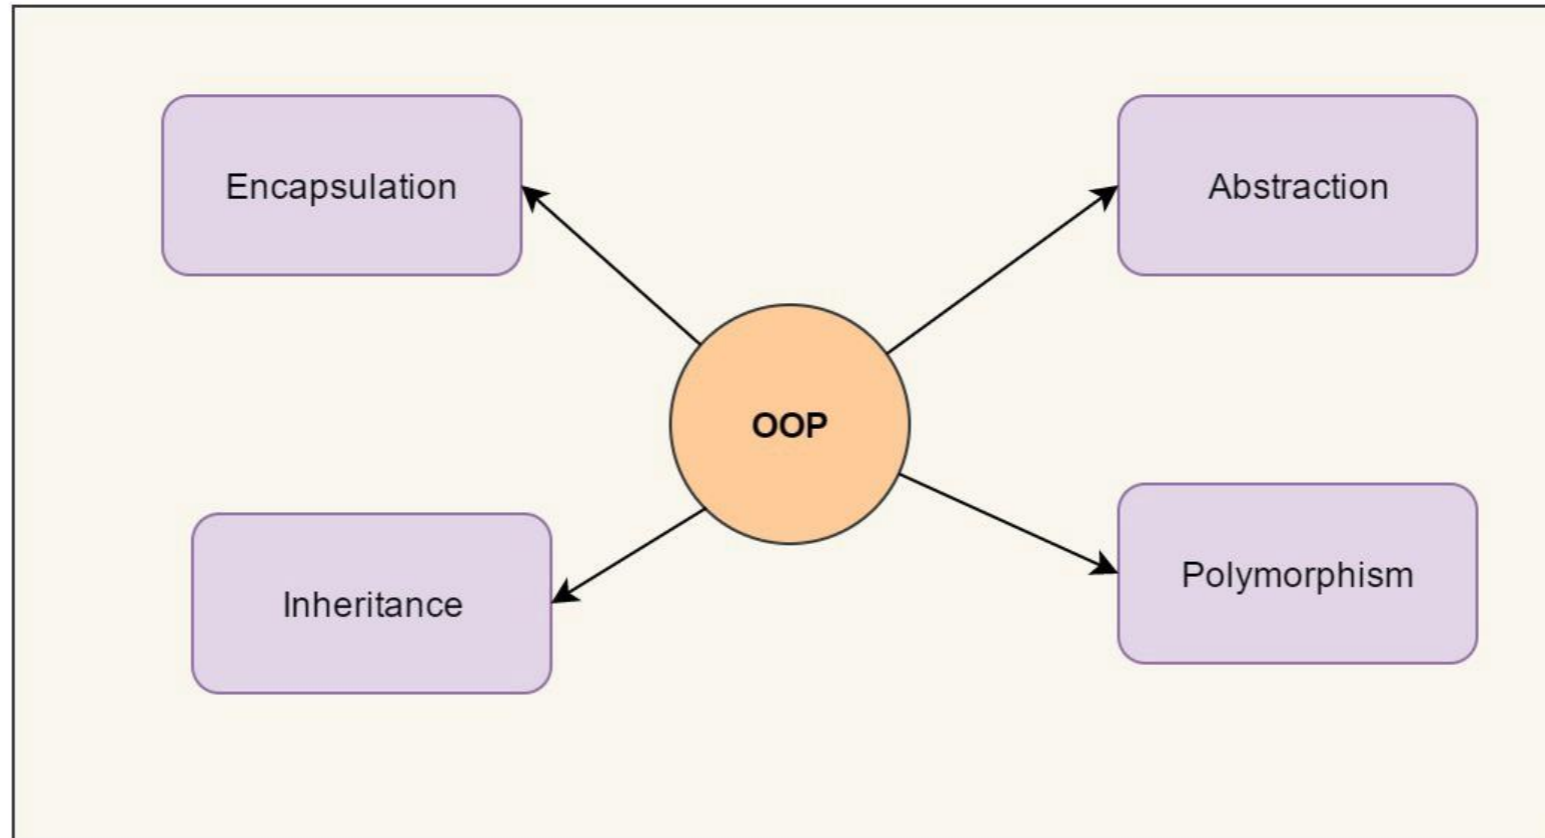 Encapsulation
Abstraction
OOP
Inheritance
Polymorphism